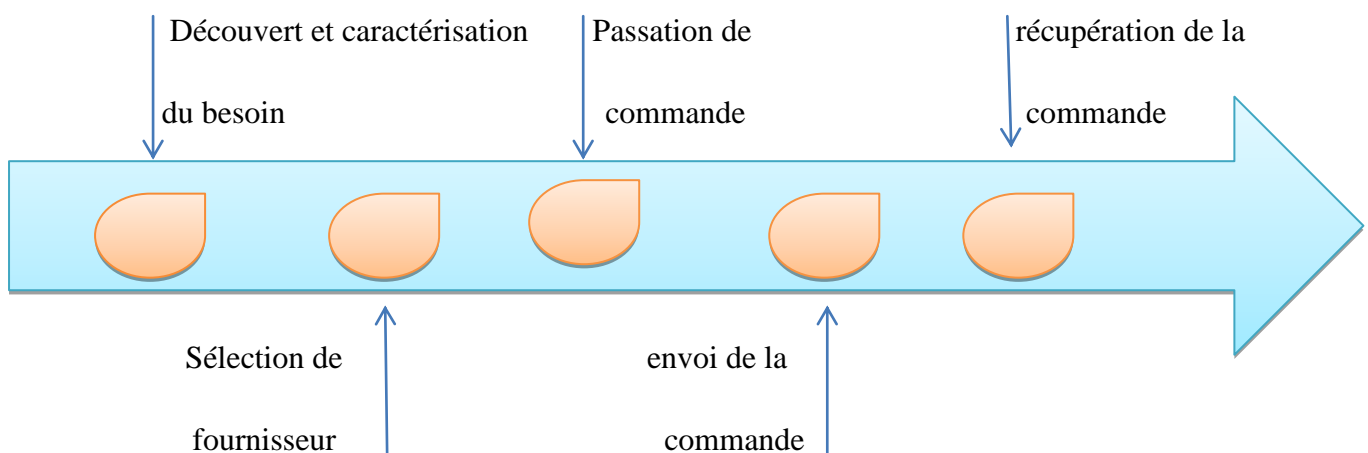 Découvert et caractérisation
du besoin
Passation de
commande
récupération de la
commande
Sélection de
fournisseur
envoi de la
commande